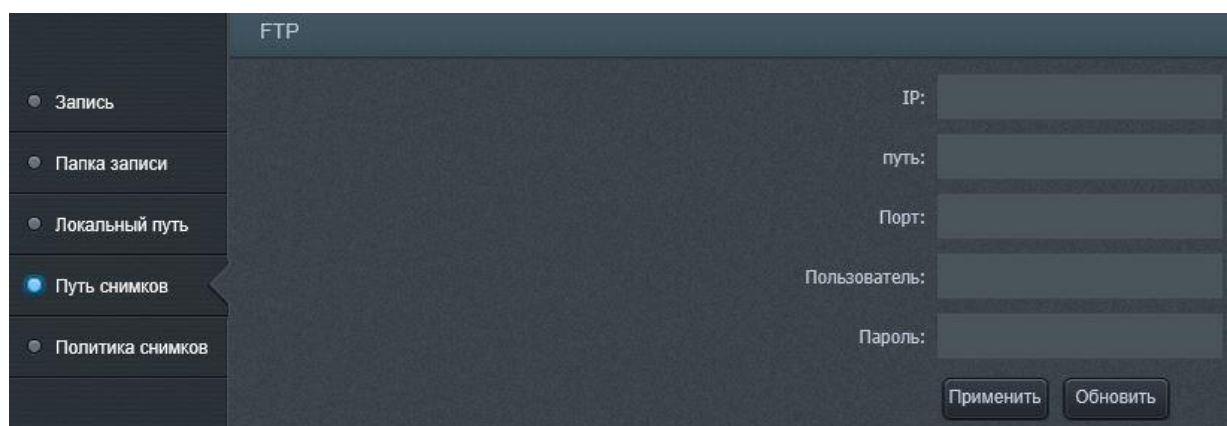 FTP
Запись
Папка записи
Локальный путь
Путь снимков
Политика снимков
IP:
путь:
Порт:
Пользователь:
Пароль:
Применить
Обновить